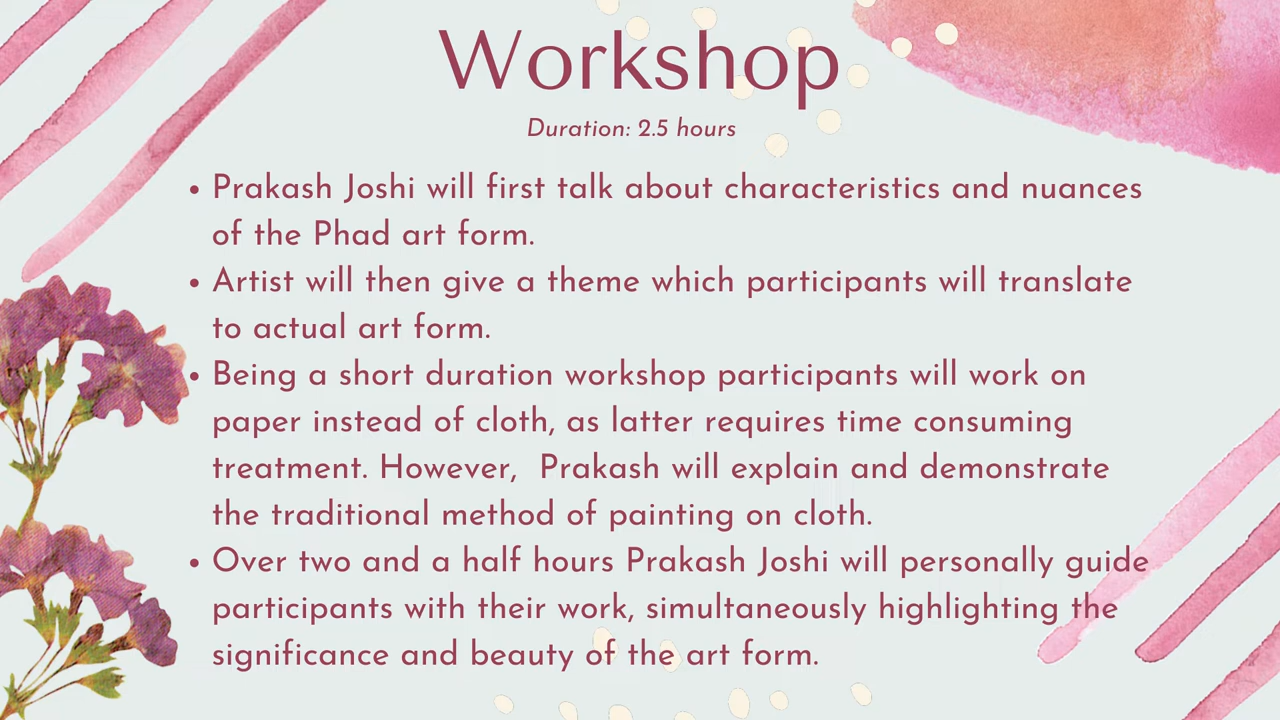 Workshop
Duration: 2.5 hours
• Prakash Joshi will first talk about characteristics and nuances
of the Phad art form.
• Artist will then give a theme which participants will translate
to actual art form.
• Being a short duration workshop participants will work on
paper instead of cloth, as latter requires time consuming
treatment. However,  Prakash will explain and demonstrate
the traditional method of painting on cloth.
• Over two and a half hours Prakash Joshi will personally guide
participants with their work, simultaneously highlighting the
significance and beauty of the art form.